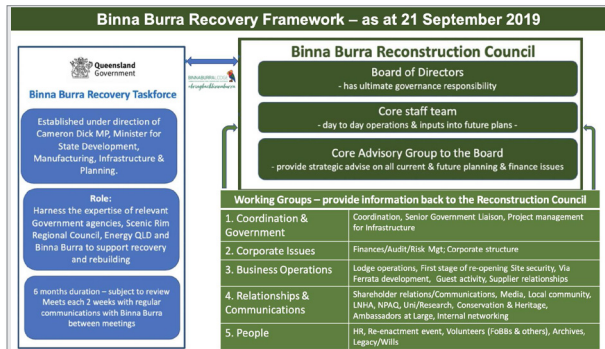 Binna Burra Recovery Framework – as at 21 September 2019
Queensland
Government
Binna Burra Recovery Taskforce
Established under direction of
Cameron Dick MP, Minister for
State Development,
Manufacturing, Infrastructure &
Planning.
Role:
Harness the expertise of relevant
Government agencies, Scenic Rim
Regional Council, Energy QLD and
Binna Burra to support recovery
and rebuilding
6 months duration – subject to review
Meets each 2 weeks with regular
communications with Binna Burra
between meetings
BINNABURRALODGE
#bringbackbinnaburra
Binna Burra Reconstruction Council
Board of Directors
- has ultimate governance responsibility
Core staff team
- day to day operations & inputs into future plans -
Core Advisory Group to the Board
- provide strategic advise on all current & future planning & finance issues
Working Groups – provide information back to the Reconstruction Council
1. Coordination &
Government
Coordination, Senior Government Liaison, Project management
for Infrastructure
2. Corporate Issues
Finances/Audit/Risk Mgt; Corporate structure
3. Business Operations
Lodge operations, First stage of re-opening Site security, Via
Ferrata development, Guest activity, Supplier relationships
4. Relationships &
Communications
Shareholder relations/Communications, Media, Local community,
LNHA, NPAQ, Uni/Research, Conservation & Heritage,
Ambassadors at Large, Internal networking
5. People
HR, Re-enactment event, Volunteers (FoBBs & others), Archives,
Legacy/Wills